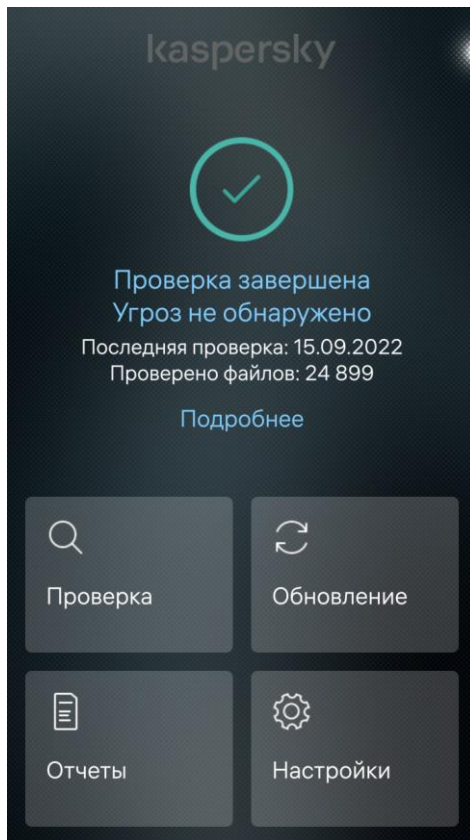 kaspersky
Проверка завершена
Угроз не обнаружено
Последняя проверка: 15.09.2022
Проверено файлов: 24 899
Подробнее
Проверка
Обновление
Отчеты
Настройки